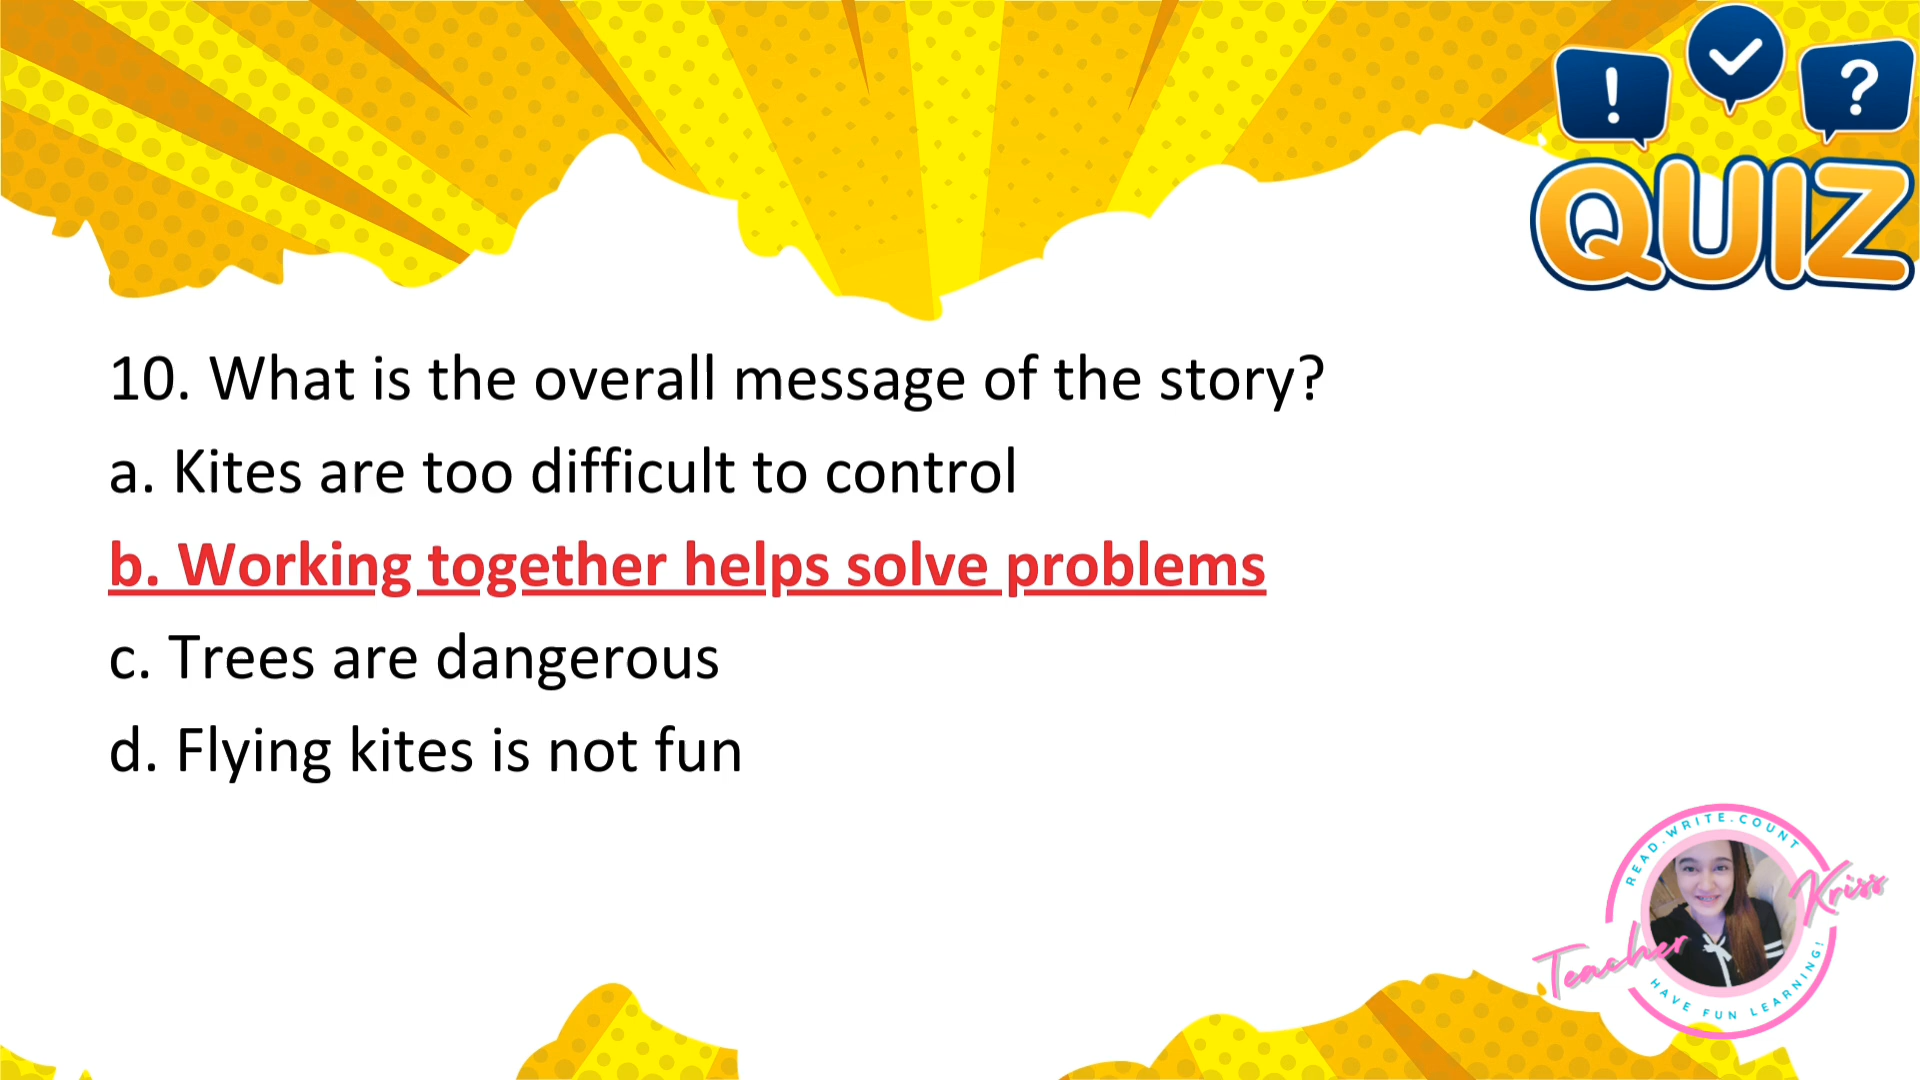 ! ✓ ?
QUIZ
10. What is the overall message of the story?
a. Kites are too difficult to control
b. Working together helps solve problems
c. Trees are dangerous
d. Flying kites is not fun
READ.WRITE.COUNT
Teacher Kriss
HAVE FUN LEARNING!